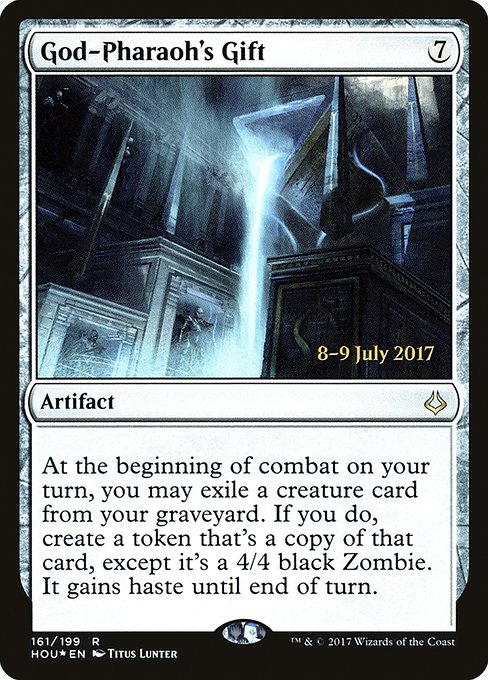 God-Pharaoh's Gift 7
8–9 July 2017
Artifact
At the beginning of combat on your
turn, you may exile a creature card
from your graveyard. If you do,
create a token that's a copy of that
card, except it's a 4/4 black Zombie.
It gains haste until end of turn.
161/199 R
™ & © 2017 Wizards of the Coast
HOU★EN Titus Lunter